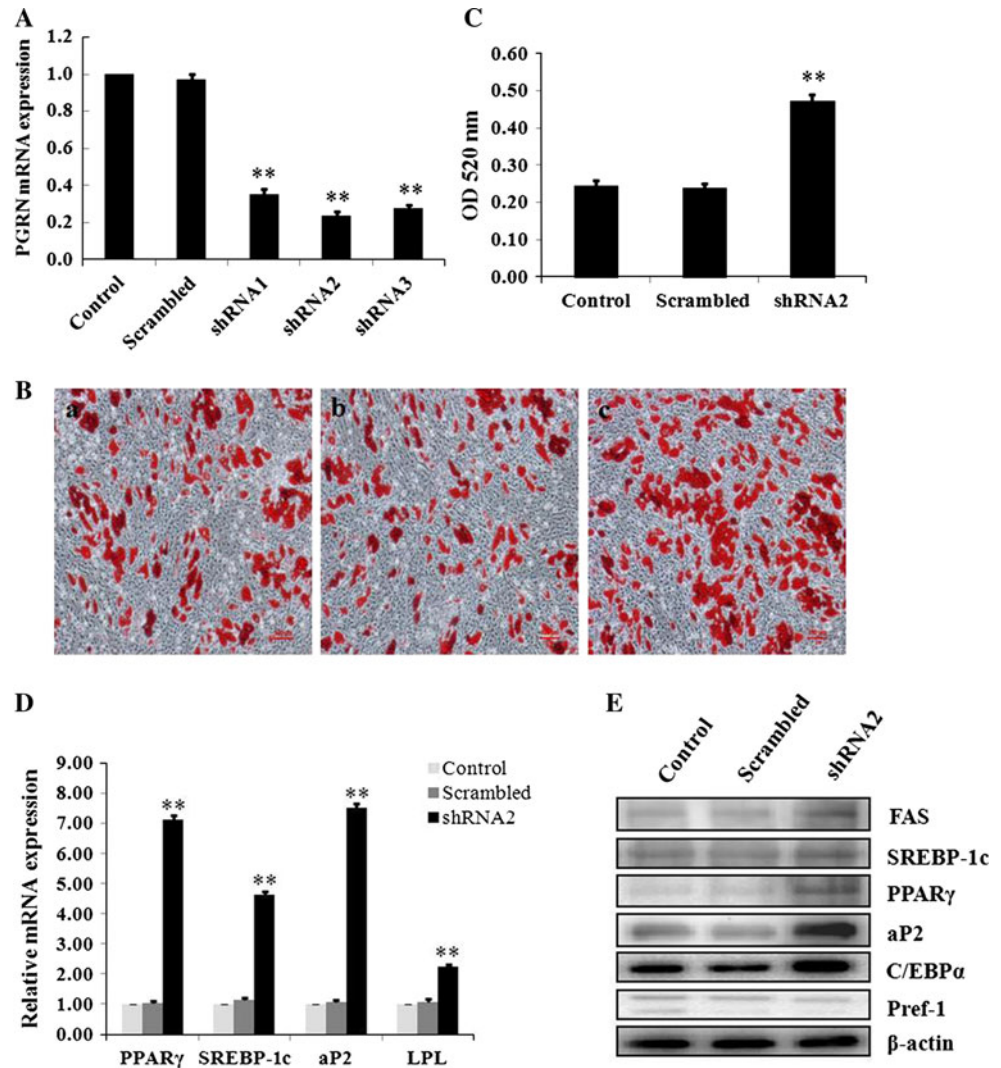 A
PGRN mRNA expression
1.2
1.0
0.8
0.6
0.4
0.2
0.0
**
**
**
Control
Scrambled
shRNA1
shRNA2
shRNA3
C
OD 520 nm
0.60
0.50
0.40
0.30
0.20
0.10
0.00
**
Control
Scrambled
shRNA2
B
a
b
c
D
Relative mRNA expression
9.00
8.00
7.00
6.00
5.00
4.00
3.00
2.00
1.00
0.00
Control
Scrambled
shRNA2
**
**
**
**
PPARγ
SREBP-1c
aP2
LPL
E
Control
Scrambled
shRNA2
FAS
SREBP-1c
PPARγ
aP2
C/EBPα
Pref-1
β-actin